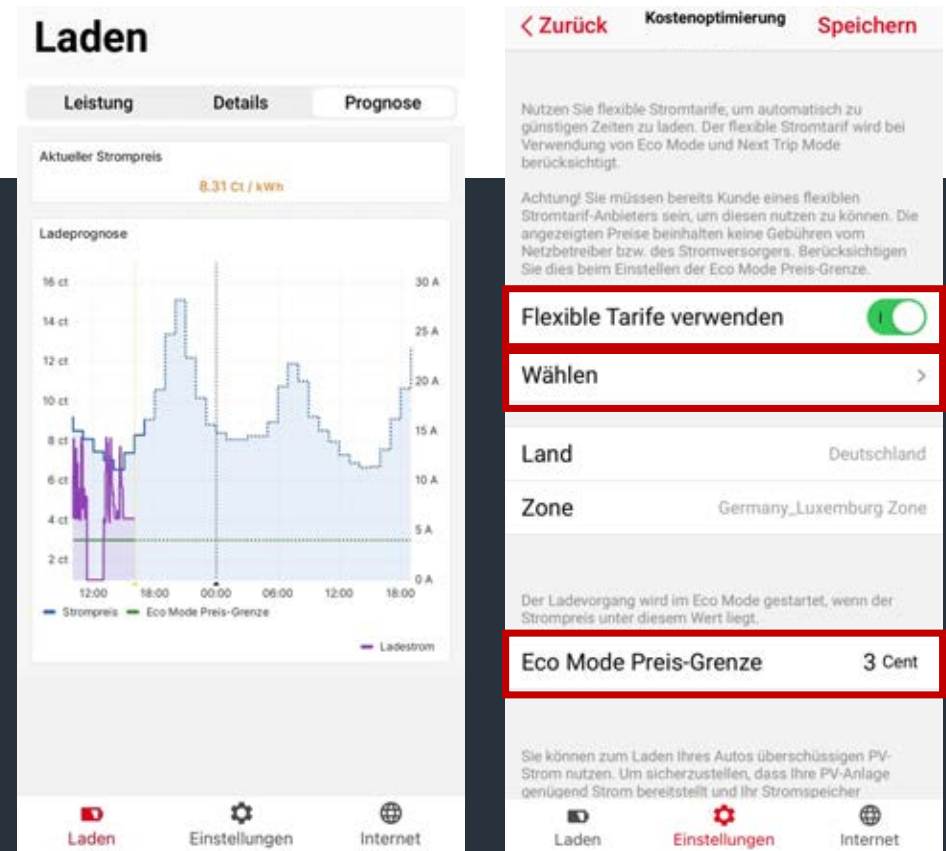 Laden
Leistung Details Prognose
Aktueller Strompreis
8.31 Ct / kWh
Ladeprognose
16 ct
14 ct
12 ct
10 ct
8 ct
6 ct
4 ct
2 ct
30 A
25 A
20 A
15 A
10 A
5 A
0 A
12:00 18:00 00:00 06:00 12:00 18:00
Strompreis Eco Mode Preis-Grenze
Ladestrom
Laden Einstellungen Internet
< Zurück Kostenoptimierung Speichern
Nutzen Sie flexible Stromtarife, um automatisch zu
günstigen Zeiten zu laden. Der flexible Stromtarif wird bei
Verwendung von Eco Mode und Next Trip Mode
berücksichtigt.
Achtung! Sie müssen bereits Kunde eines flexiblen
Stromtarif-Anbieters sein, um diesen nutzen zu können. Die
angezeigten Preise beinhalten keine Gebühren vom
Netzbetreiber bzw. des Stromversorgers. Berücksichtigen
Sie dies beim Einstellen der Eco Mode Preis-Grenze.
Flexible Tarife verwenden
Wählen >
Land Deutschland
Zone Germany_Luxemburg Zone
Der Ladevorgang wird im Eco Mode gestartet, wenn der
Strompreis unter diesem Wert liegt.
Eco Mode Preis-Grenze 3 Cent
Sie können zum Laden Ihres Autos überschüssigen PV-
Strom nutzen. Um sicherzustellen, dass Ihre PV-Anlage
genügend Strom bereitstellt und Ihr Stromspeicher
Laden Einstellungen Internet